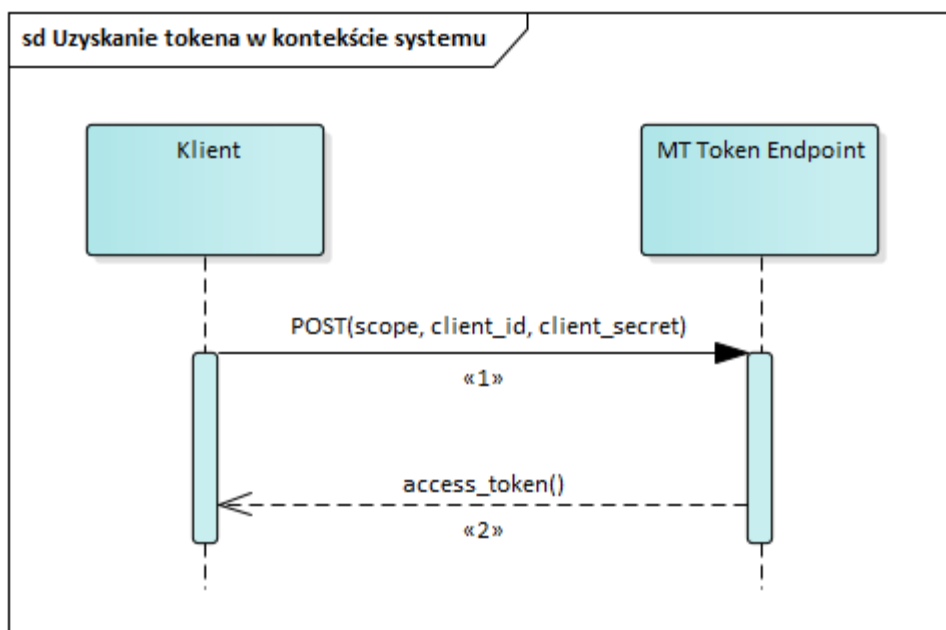 sd Uzyskanie tokena w kontekście systemu
Klient
MT Token Endpoint
POST(scope, client_id, client_secret)
«1»
access_token()
«2»